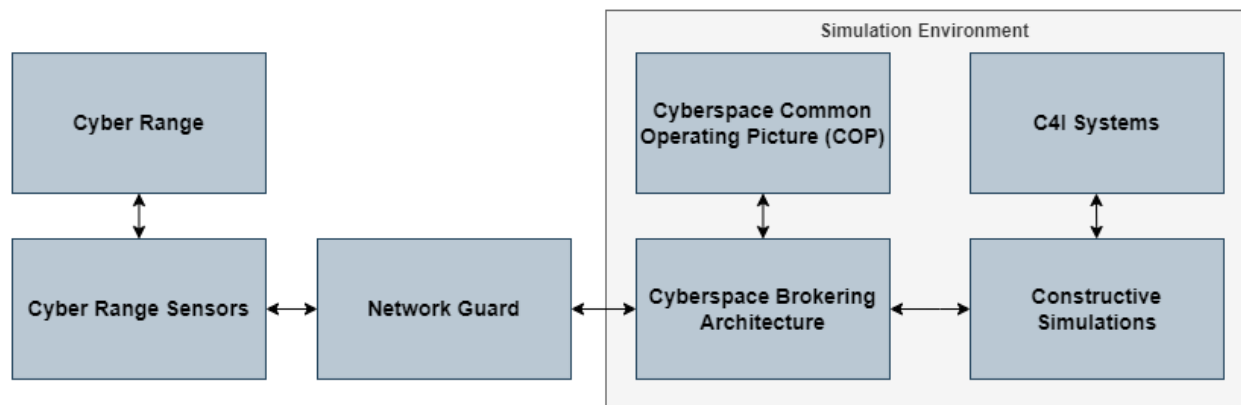 Simulation Environment
Cyber Range
Cyberspace Common
Operating Picture (COP)
C4I Systems
Cyber Range Sensors
Network Guard
Cyberspace Brokering
Architecture
Constructive
Simulations